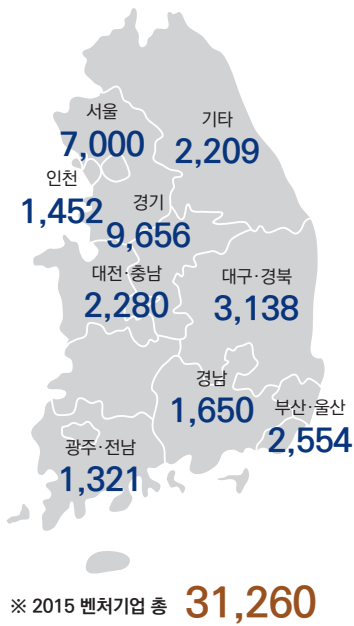 서울
7,000
기타
2,209
인천
1,452
경기
9,656
대전·충남
2,280
대구·경북
3,138
경남
1,650
부산·울산
2,554
광주·전남
1,321
※ 2015 벤처기업 총 31,260